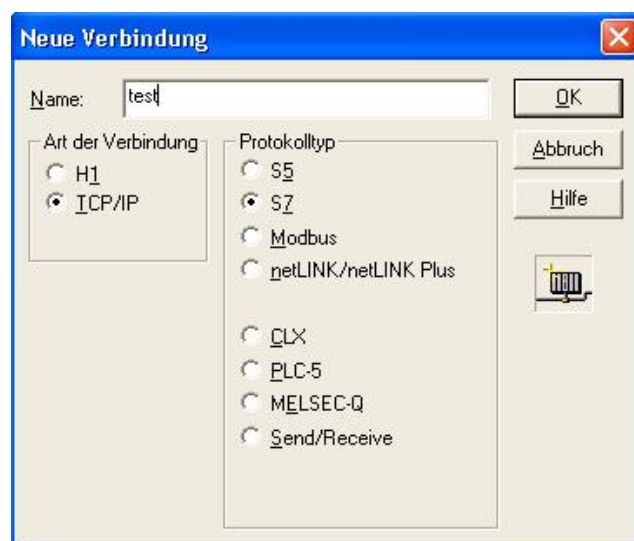 Neue Verbindung
Name: test
OK
Abbruch
Hilfe
Art der Verbindung
H1
TCP/IP
Protokolltyp
S5
S7
Modbus
netLINK/netLINK Plus
CLX
PLC-5
MELSEC-Q
Send/Receive